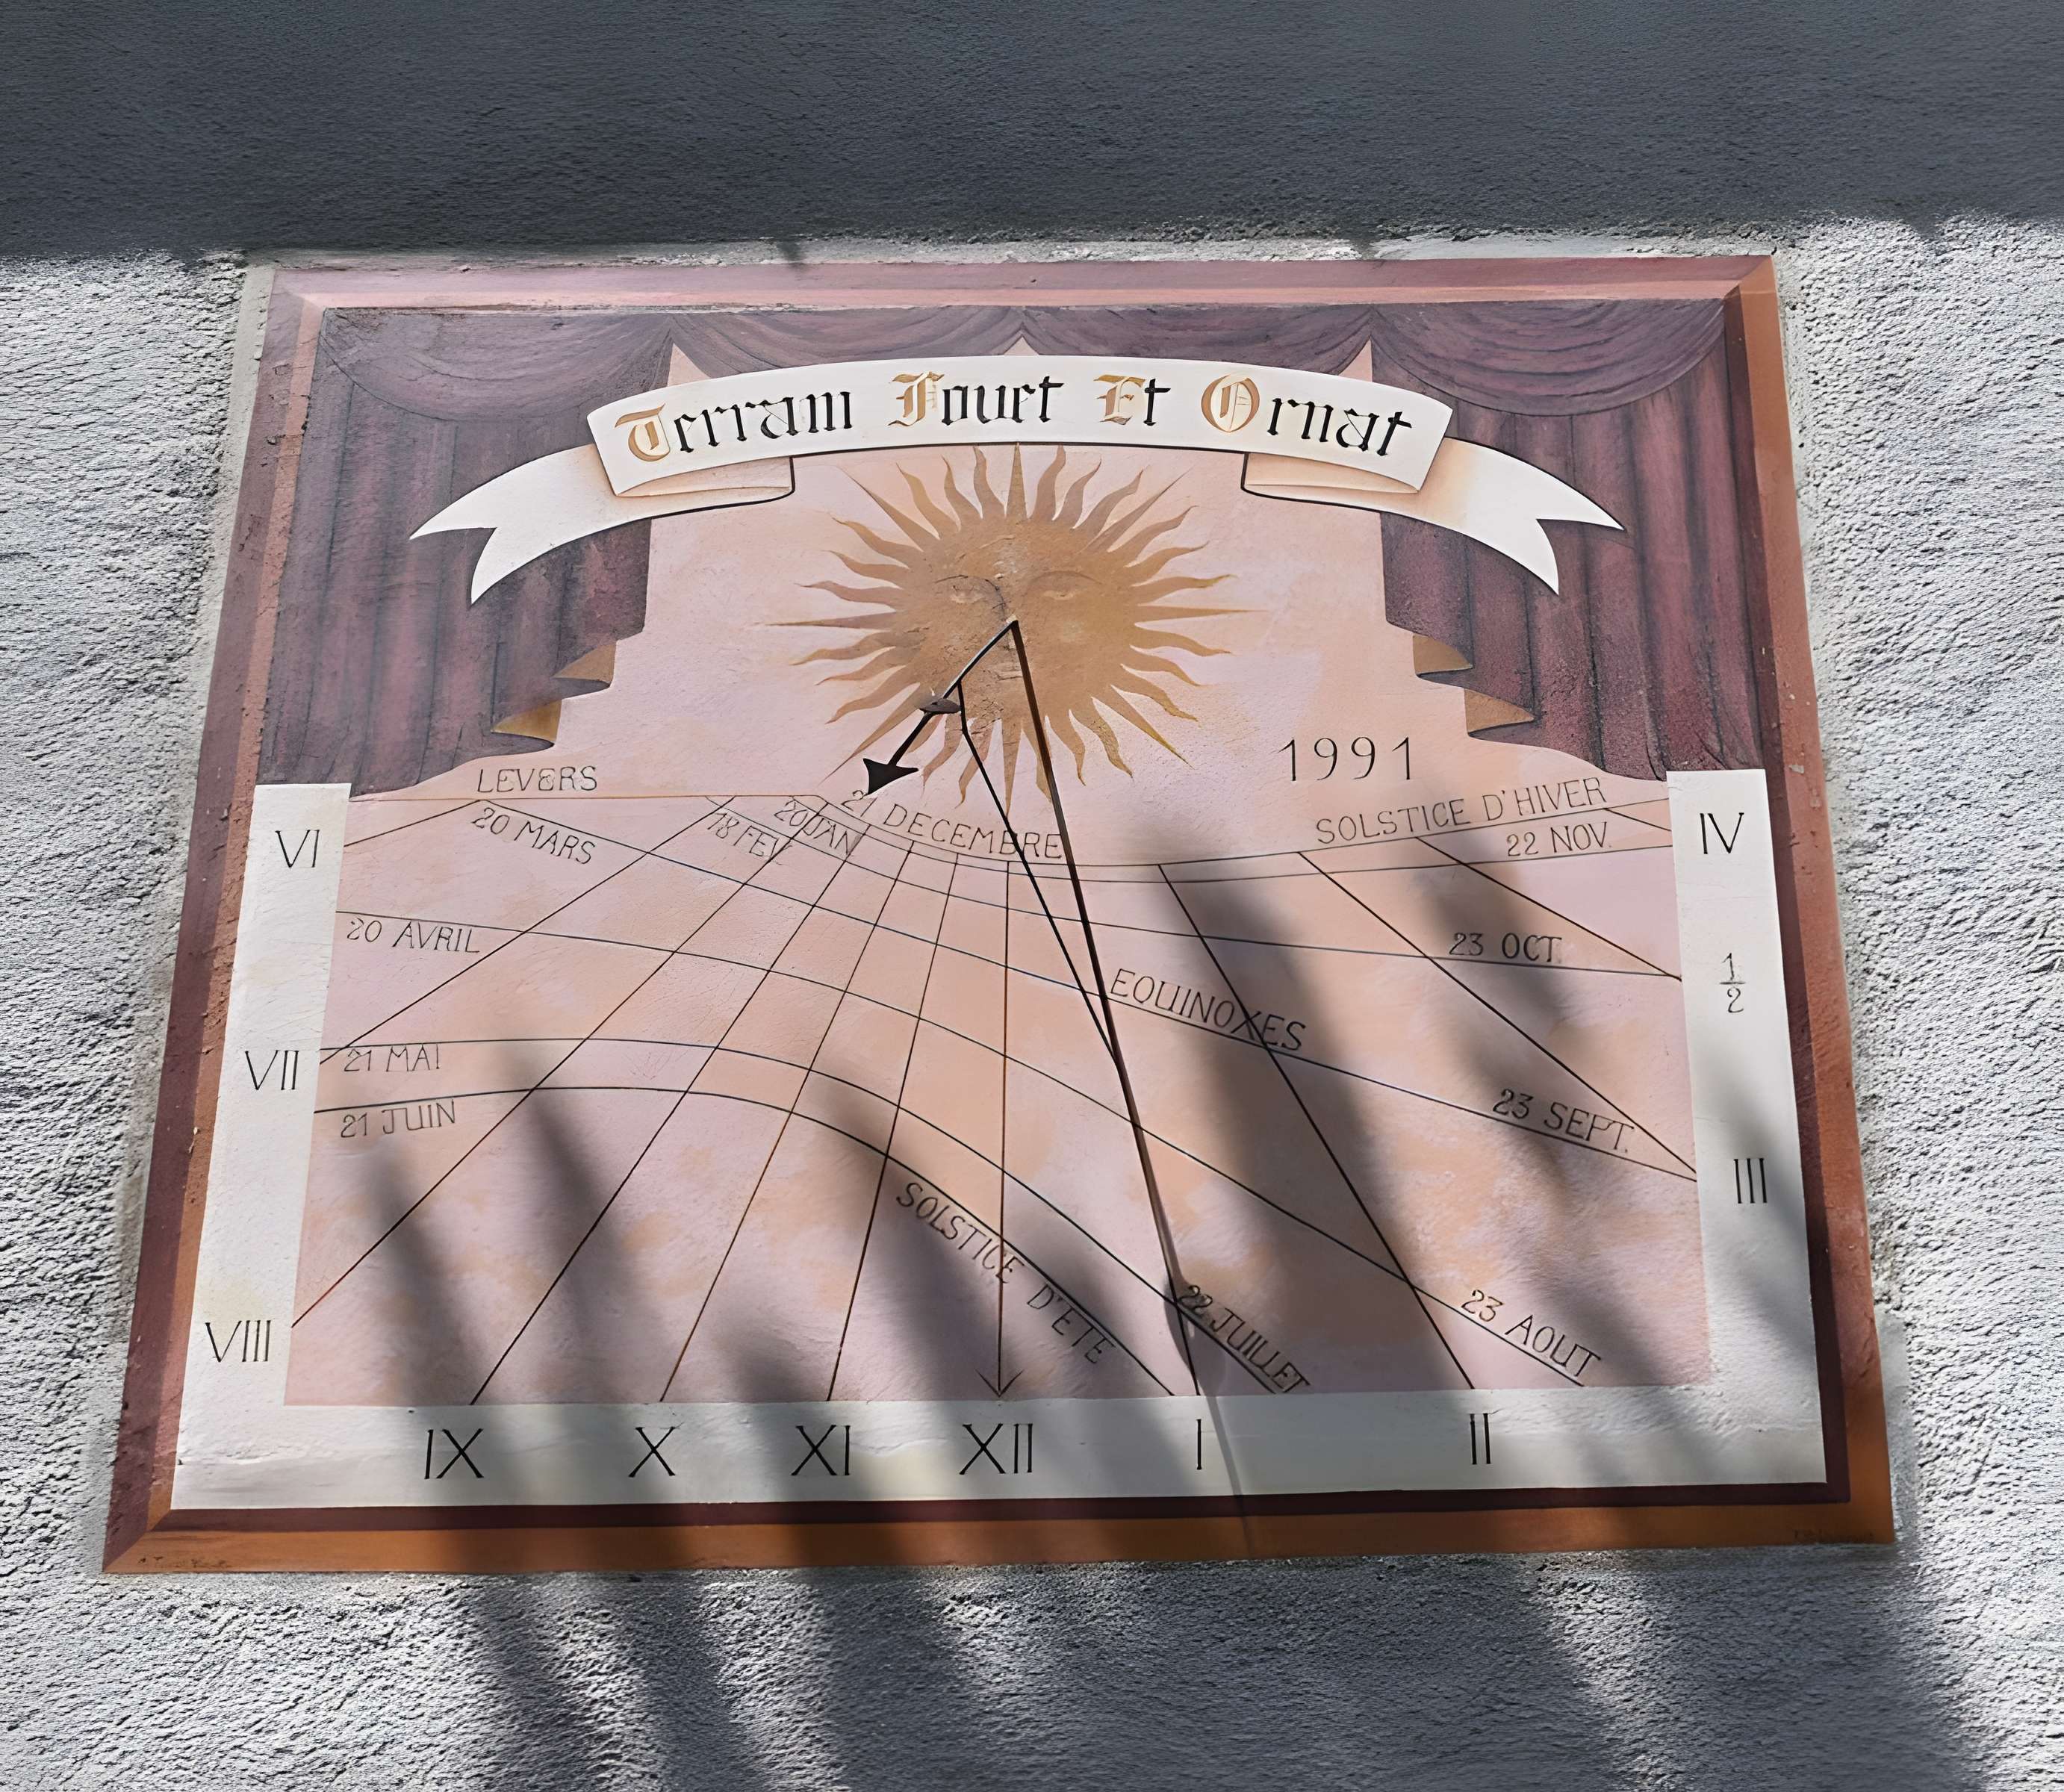 Terram Fouet Et Ornat
1991
LEVERS
21 DECEMBRE
SOLSTICE D'HIVER
20 MARS
18 FEV
20 JAN
22 NOV.
VI
IV
20 AVRIL
23 OCT.
1/2
EQUINOXES
VII
21 MAI
21 JUIN
23 SEPT.
III
SOLSTICE D'ETE
22 JUILLET
23 AOUT
VIII
IX X XI XII I II